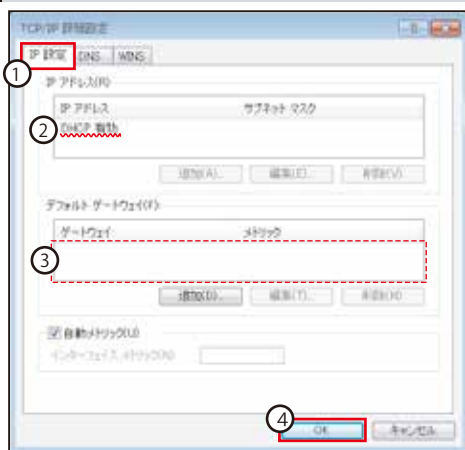 TCP/IP 詳細設定
IP 設定 DNS WINS
①
IP アドレス(R)
IP アドレス サブネット マスク
② DHCP 有効
追加(A)... 編集(E)... 削除(V)
デフォルト ゲートウェイ(F):
ゲートウェイ メトリック
③
追加(D)... 編集(T)... 削除(M)
自動メトリック(U)
インターフェイス メトリック(N):
④ OK キャンセル